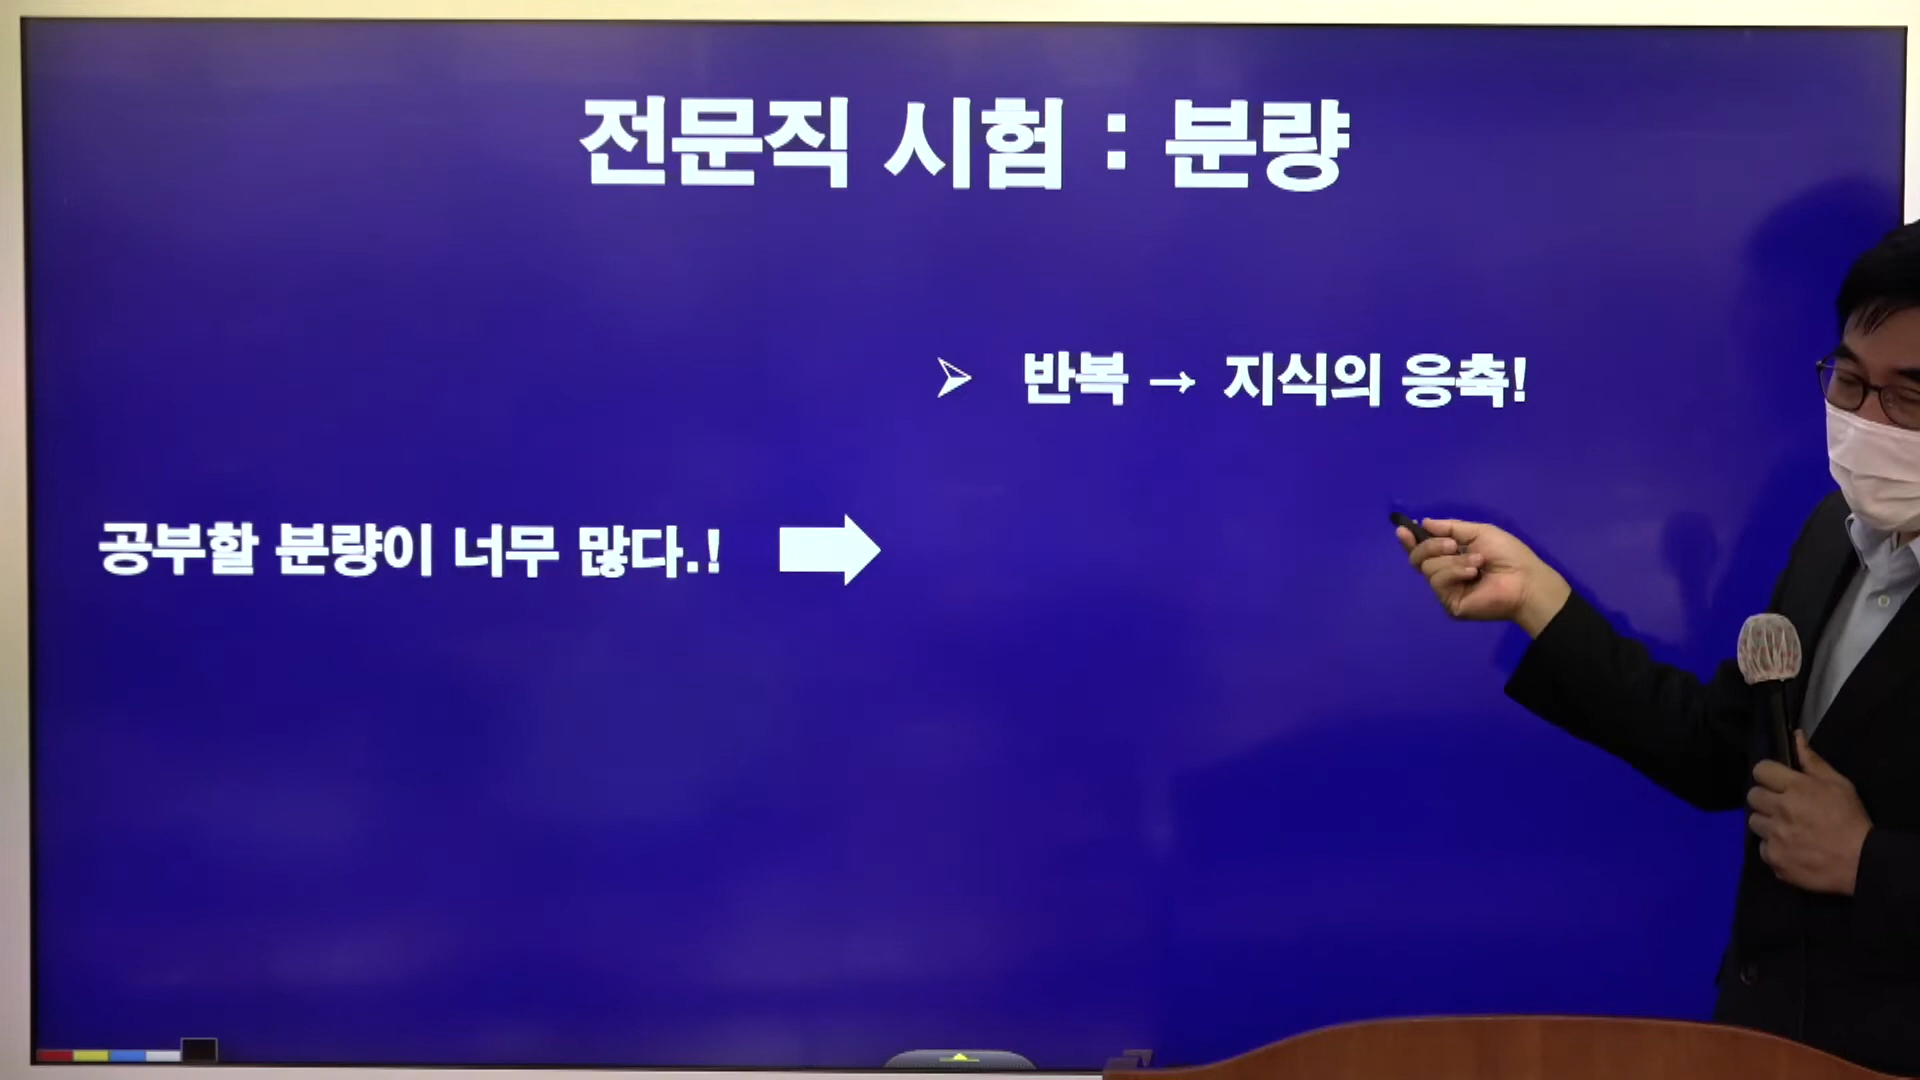 전문직 시험 : 분량
➢ 반복 → 지식의 응축!
공부할 분량이 너무 많다.!